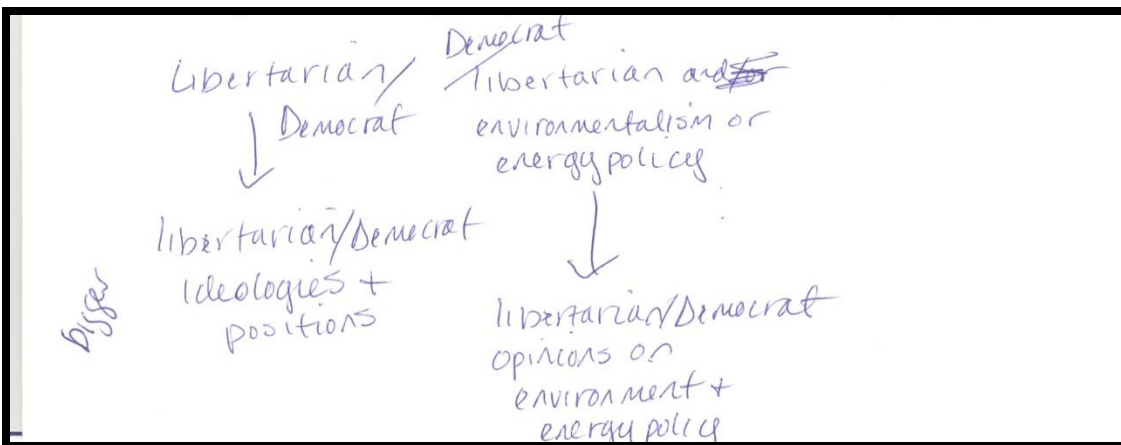 Libertarian/
Democrat
Democrat
/libertarian and
environmentalism or
energy policy
libertarian/Democrat
ideologies +
positions
bigger
libertarian/Democrat
opinions on
environment +
energy policy